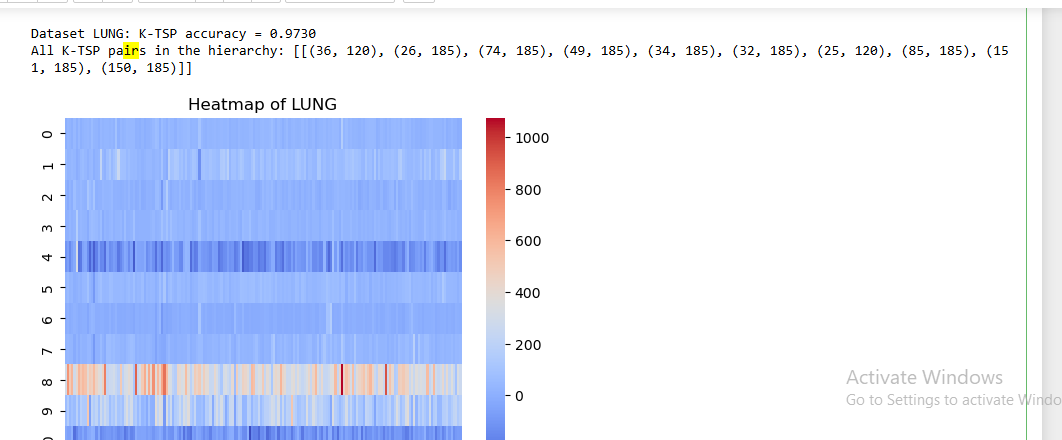 Dataset LUNG: K-TSP accuracy = 0.9730
All K-TSP pairs in the hierarchy: [[(36, 120), (26, 185), (74, 185), (49, 185), (34, 185), (32, 185), (25, 120), (85, 185), (15
1, 185), (150, 185)]]
Heatmap of LUNG
0
1
2
3
4
5
6
7
8
9
1000
800
600
400
200
0
Activate Windows
Go to Settings to activate Windo